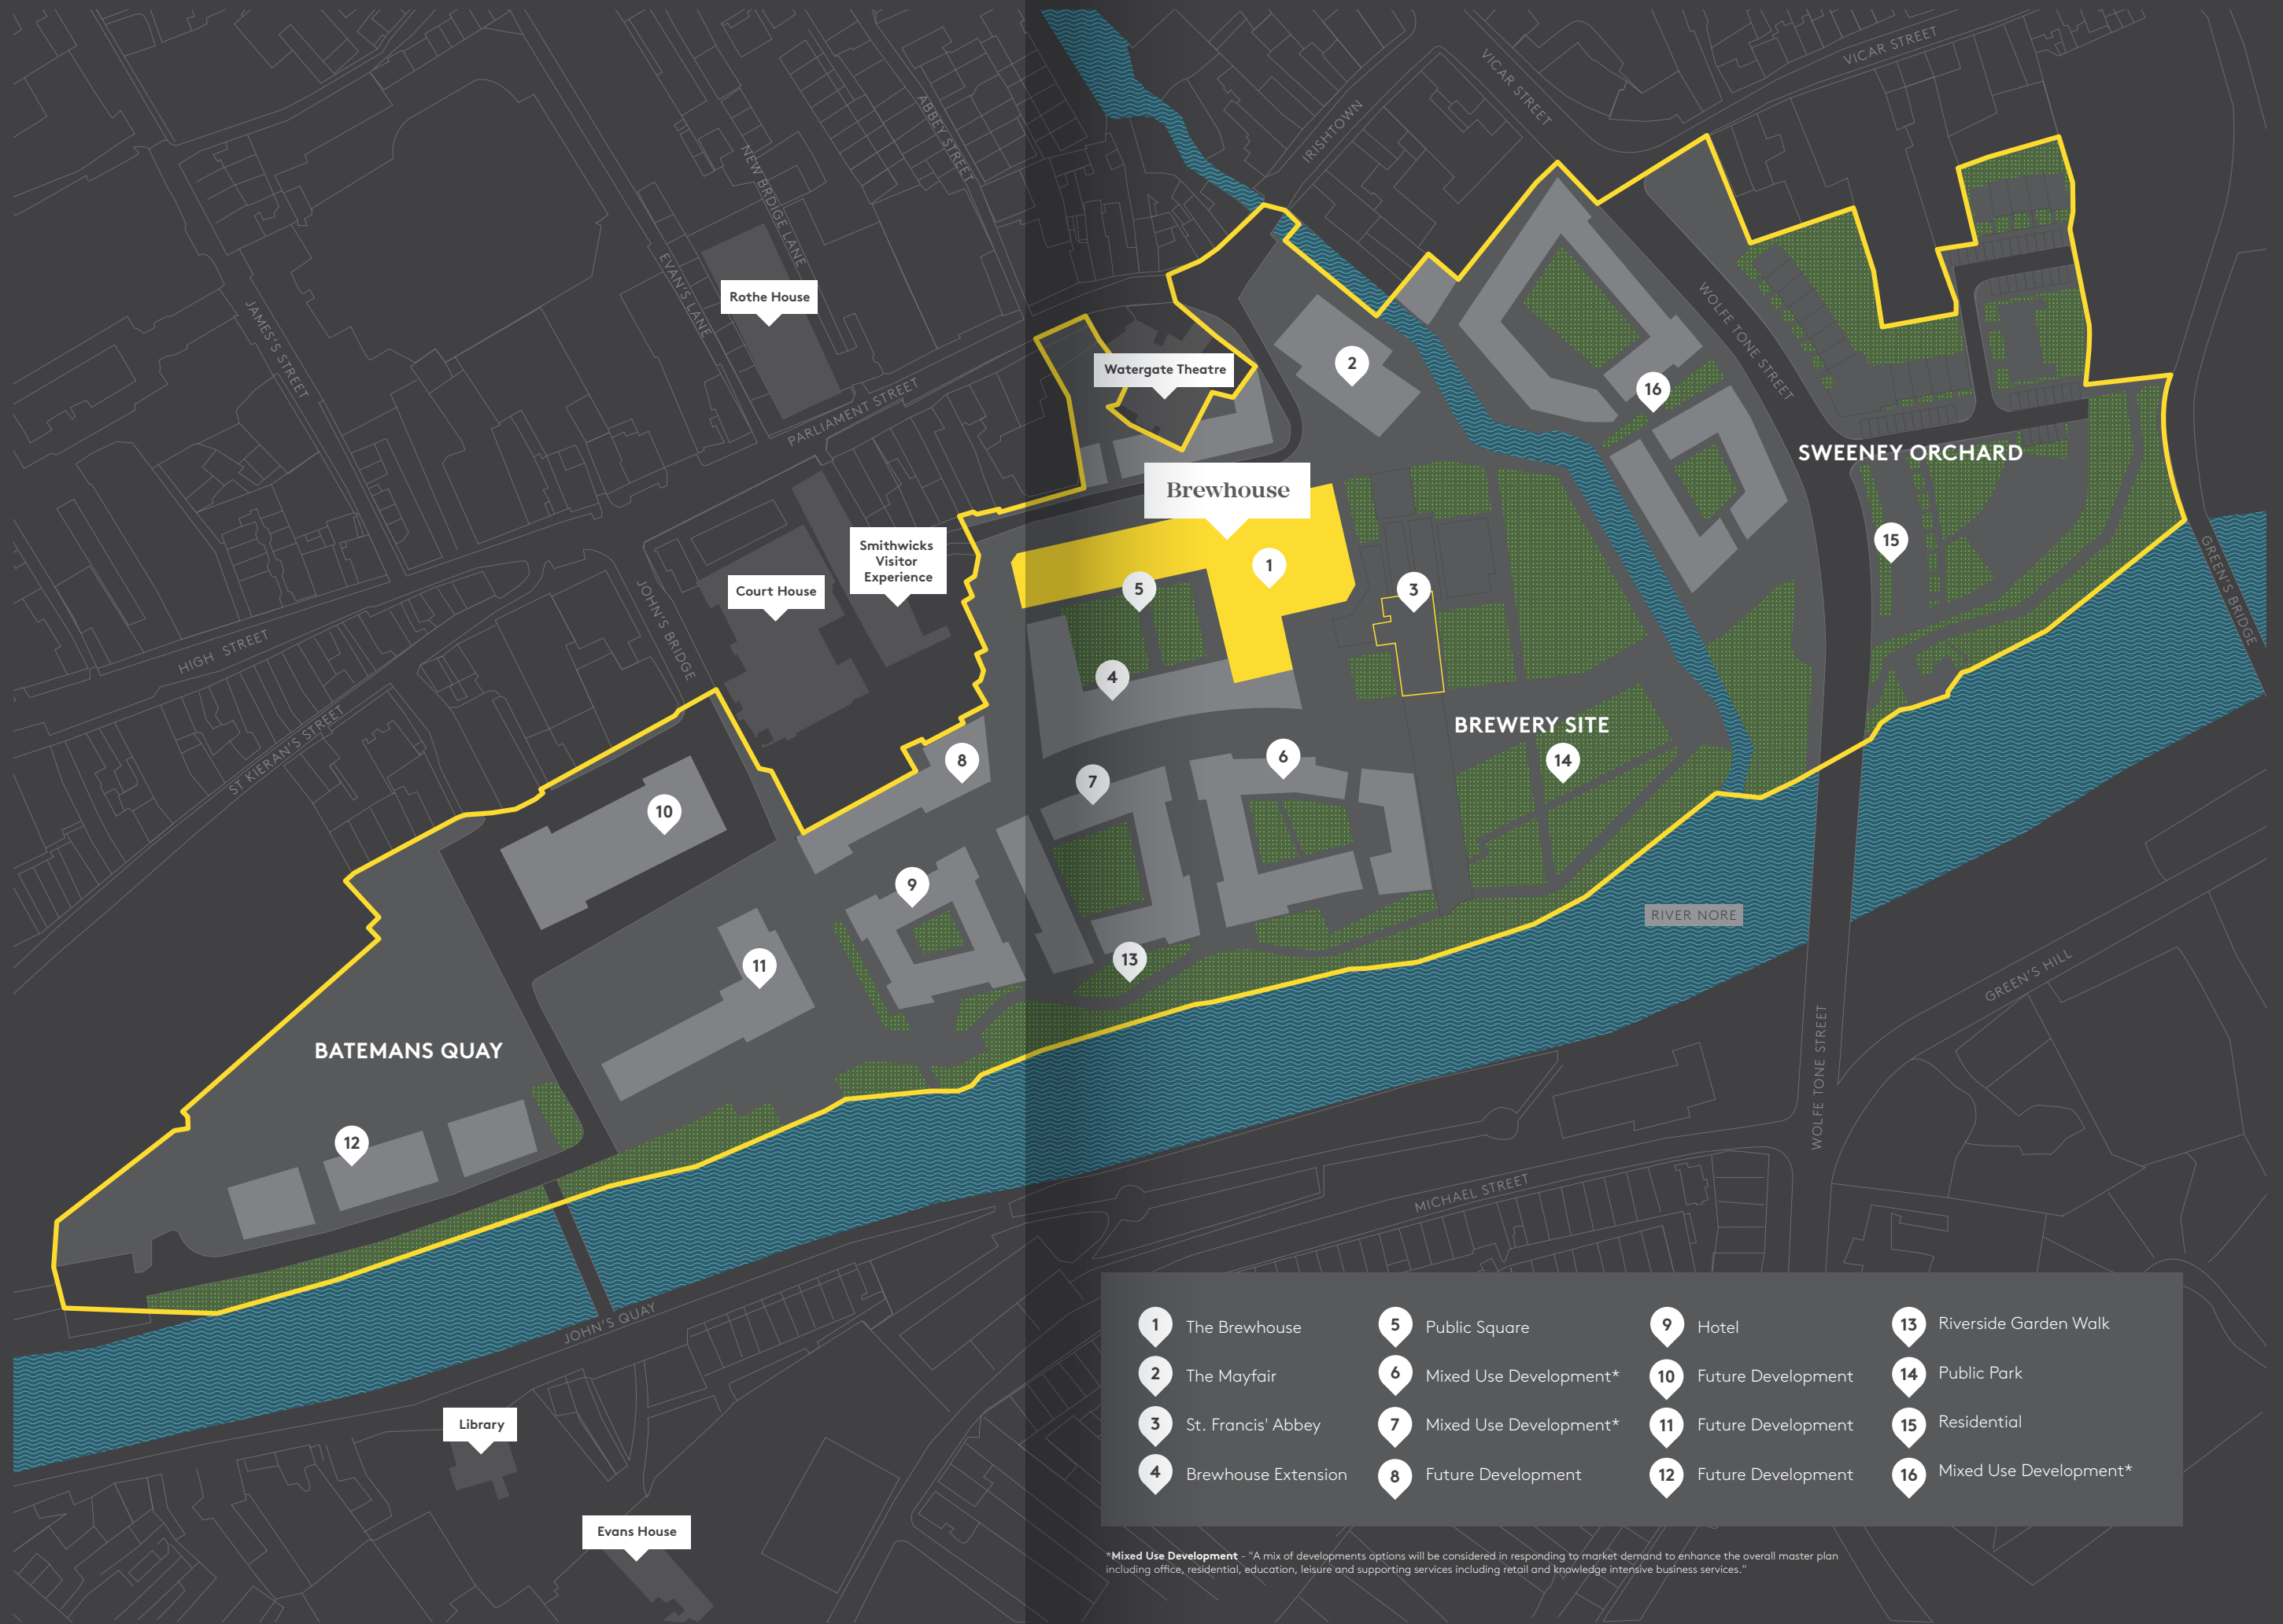 VICAR STREET
VICAR STREET
IRISHTOWN
ABBEY STREET
NEW BRDIGE LANE
EVAN'S LANE
JAMES'S STREET
Rothe House
PARLIAMENT STREET
Watergate Theatre
2
16
WOLFE TONE STREET
SWEENEY ORCHARD
Brewhouse
Smithwicks
Visitor
Experience
Court House
JOHN'S BRIDGE
HIGH STREET
ST KIERAN'S STREET
1
5
3
15
GREEN'S BRIDGE
4
BREWERY SITE
14
6
7
8
10
9
11
13
RIVER NORE
GREEN'S HILL
WOLFE TONE STREET
BATEMANS QUAY
12
MICHAEL STREET
JOHN'S QUAY
Library
Evans House
1 The Brewhouse
2 The Mayfair
3 St. Francis' Abbey
4 Brewhouse Extension
5 Public Square
6 Mixed Use Development*
7 Mixed Use Development*
8 Future Development
9 Hotel
10 Future Development
11 Future Development
12 Future Development
13 Riverside Garden Walk
14 Public Park
15 Residential
16 Mixed Use Development*
*Mixed Use Development - "A mix of developments options will be considered in responding to market demand to enhance the overall master plan
including office, residential, education, leisure and supporting services including retail and knowledge intensive business services."